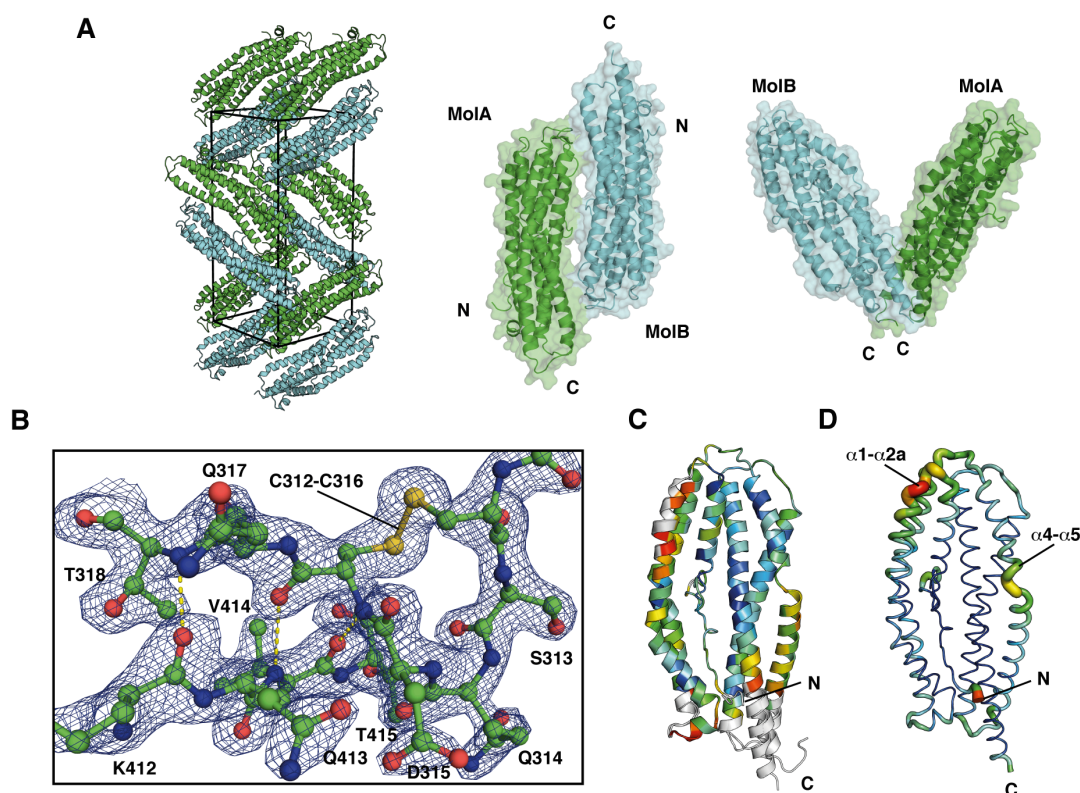 A
C
MolA
N
N
MolB
C
MolB
MolA
C C
B
Q317
C312-C316
T318
V414
S313
T415
K412
Q413
D315
Q314
C
N
C
D
α1-α2a
α4-α5
N
C